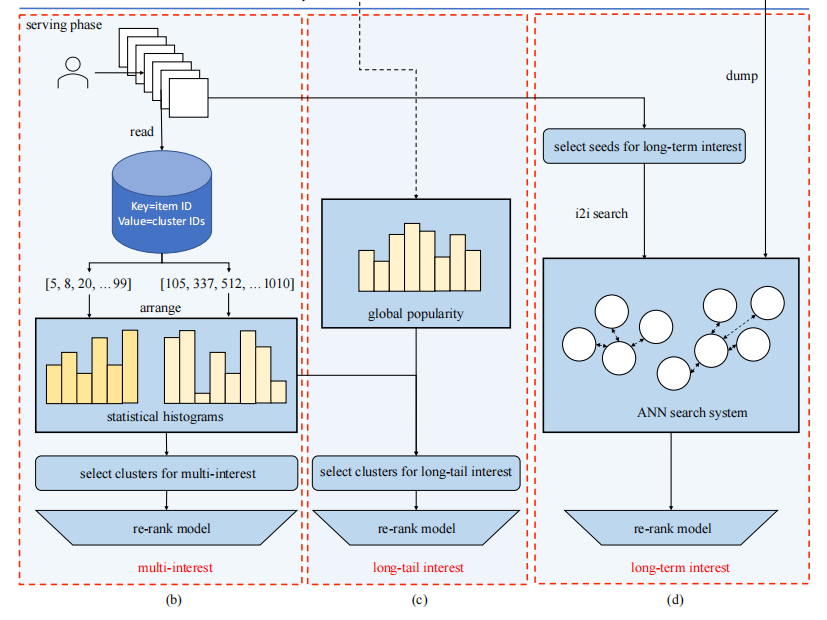 serving phase
read
Key=item ID
Value=cluster IDs
[5, 8, 20, …99]
[105, 337, 512, …1010]
arrange
statistical histograms
select clusters for multi-interest
re-rank model
multi-interest
(b)
global popularity
select clusters for long-tail interest
re-rank model
long-tail interest
(c)
dump
select seeds for long-term interest
i2i search
ANN search system
re-rank model
long-term interest
(d)